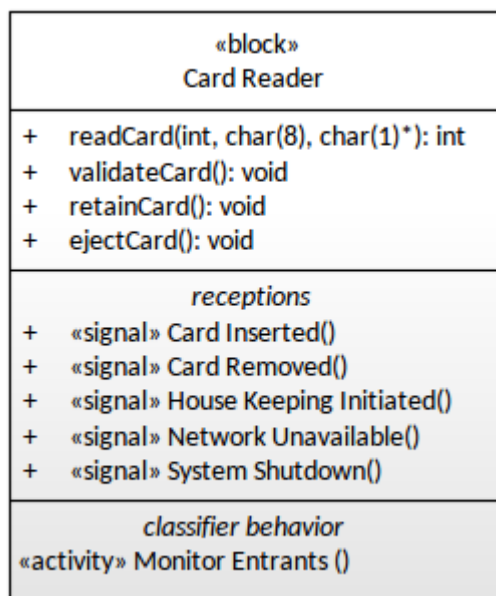 «block»
Card Reader
+ readCard(int, char(8), char(1)*): int
+ validateCard(): void
+ retainCard(): void
+ ejectCard(): void
receptions
+ «signal» Card Inserted()
+ «signal» Card Removed()
+ «signal» House Keeping Initiated()
+ «signal» Network Unavailable()
+ «signal» System Shutdown()
classifier behavior
«activity» Monitor Entrants ()